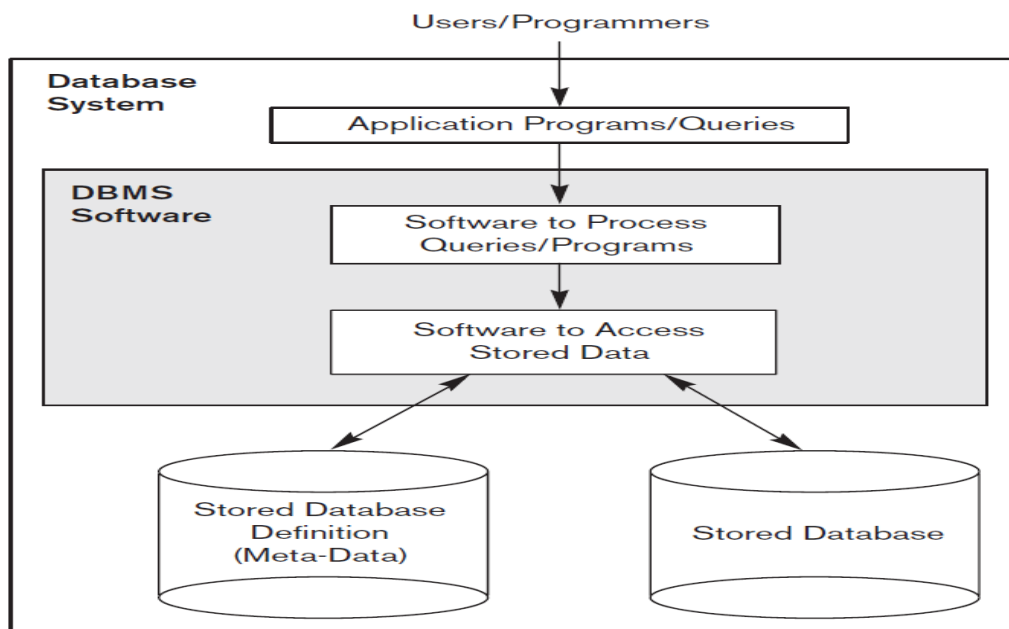 Users/Programmers
Database
System
Application Programs/Queries
DBMS
Software
Software to Process
Queries/Programs
Software to Access
Stored Data
Stored Database
Definition
(Meta-Data)
Stored Database